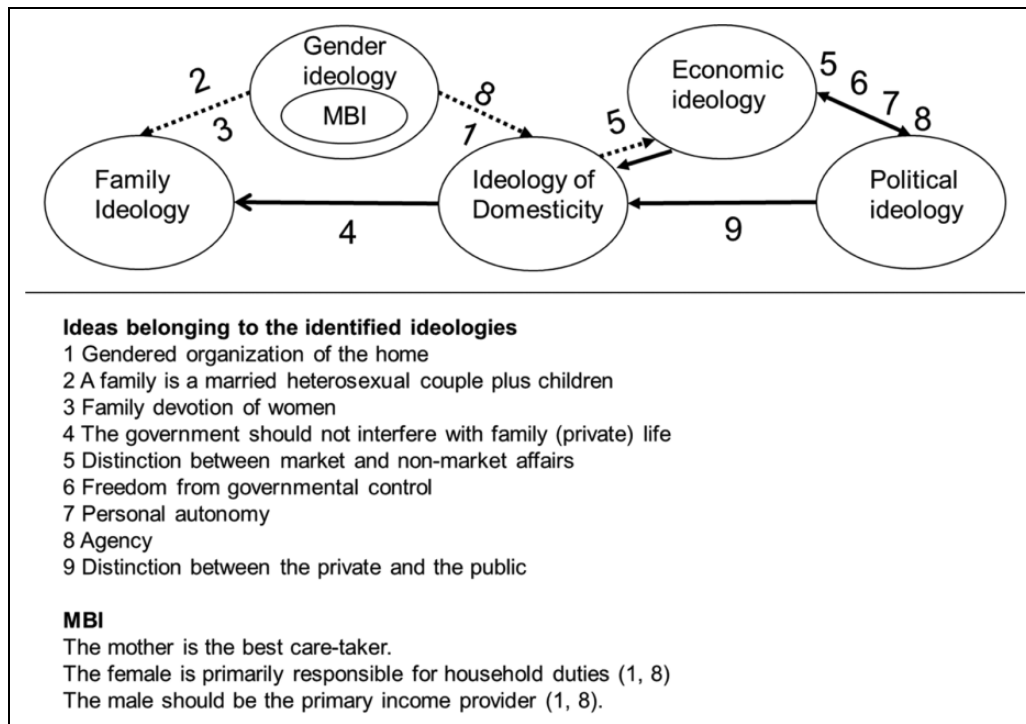 Gender
ideology
MBI
Economic
ideology
Family
Ideology
Ideology of
Domesticity
Political
ideology
2
3
8
1
5
5
6
7
8
4
9
Ideas belonging to the identified ideologies
1 Gendered organization of the home
2 A family is a married heterosexual couple plus children
3 Family devotion of women
4 The government should not interfere with family (private) life
5 Distinction between market and non-market affairs
6 Freedom from governmental control
7 Personal autonomy
8 Agency
9 Distinction between the private and the public
MBI
The mother is the best care-taker.
The female is primarily responsible for household duties (1, 8)
The male should be the primary income provider (1, 8).